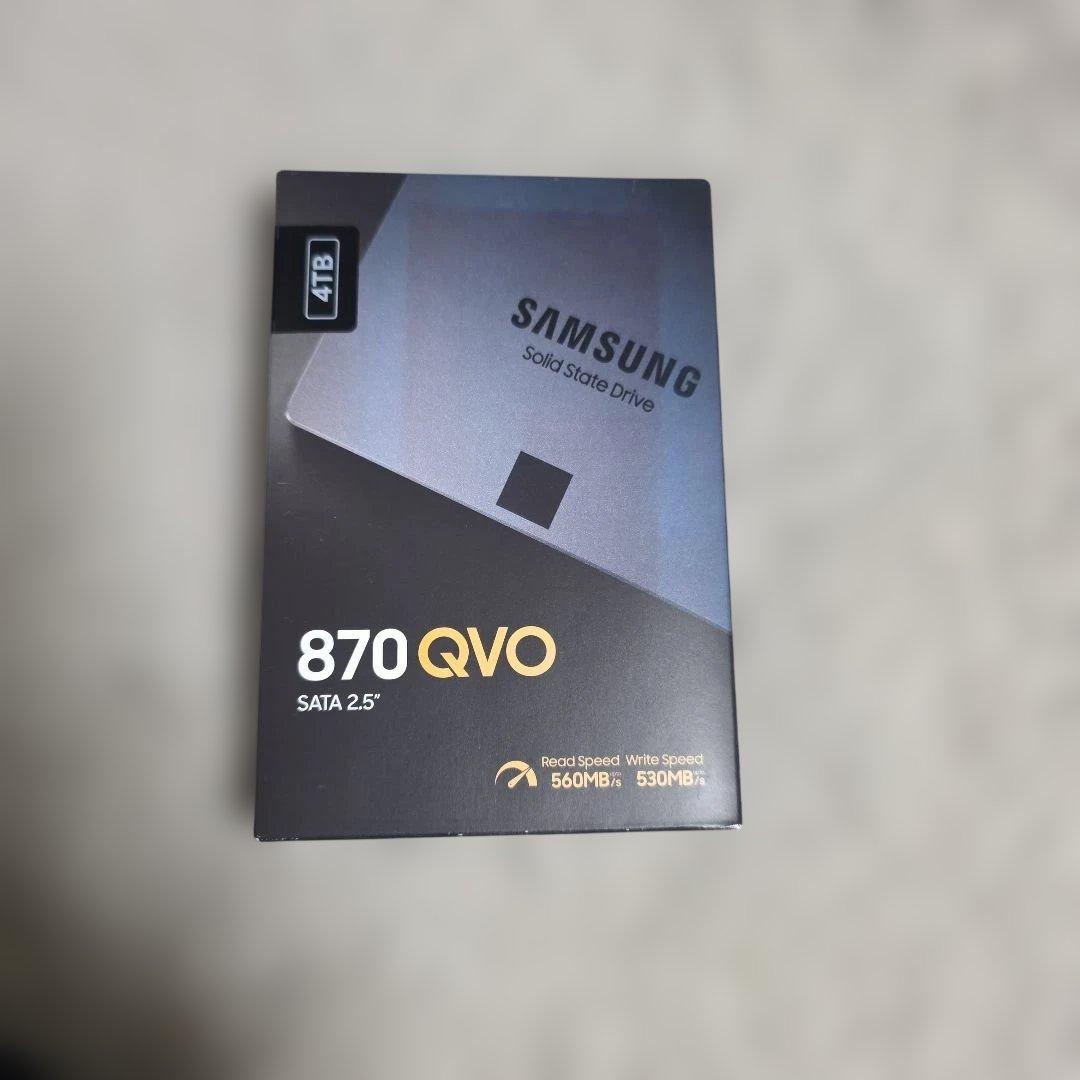 4TB
SAMSUNG
Solid State Drive
870 QVO
SATA 2.5"
Read Speed Write Speed
560MB/s 530MB/s